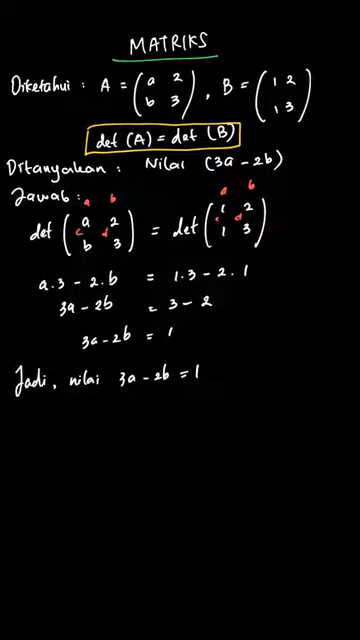 MATRIKS
Diketahui : A = (a 2 / b 3) , B = (1 2 / 1 3)
det (A) = det (B)
Ditanyakan : Nilai (3a - 2b)
Jawab :
a b a b
det (a 2 / b 3) = det (1 2 / 1 3)
c d c d
a . 3 - 2 . b = 1 . 3 - 2 . 1
3a - 2b = 3 - 2
3a - 2b = 1
Jadi , nilai 3a - 2b = 1